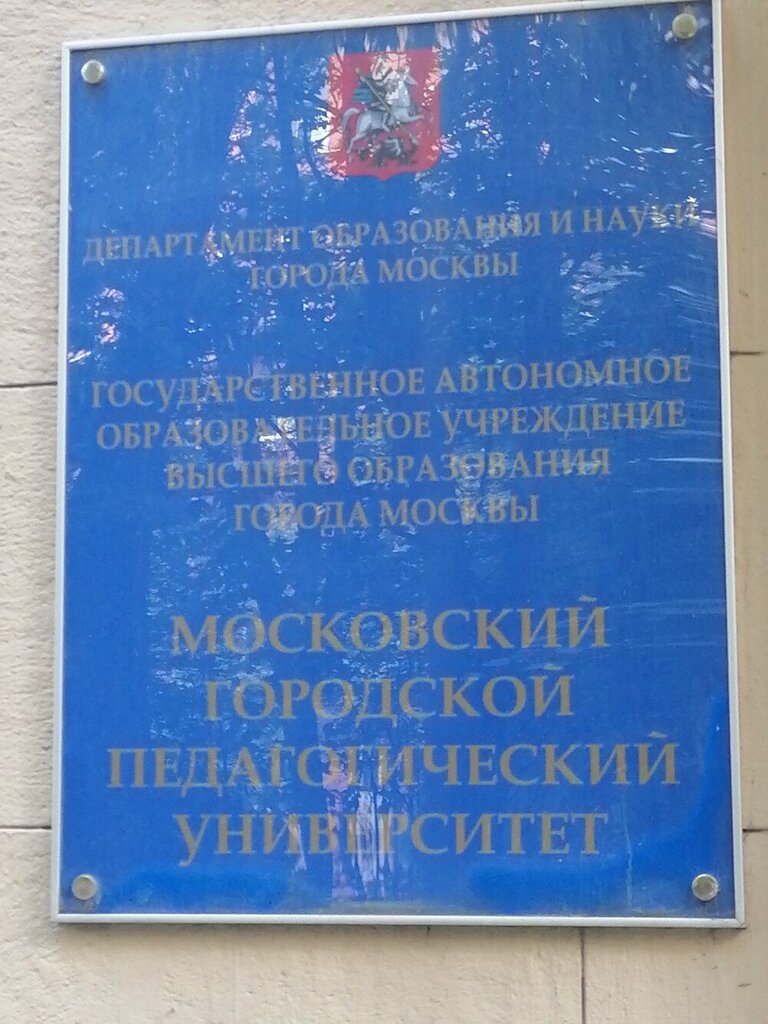 ДЕПАРТАМЕНТ ОБРАЗОВАНИЯ И НАУКИ
ГОРОДА МОСКВЫ
ГОСУДАРСТВЕННОЕ АВТОНОМНОЕ
ОБРАЗОВАТЕЛЬНОЕ УЧРЕЖДЕНИЕ
ВЫСШЕГО ОБРАЗОВАНИЯ
ГОРОДА МОСКВЫ
МОСКОВСКИЙ
ГОРОДСКОЙ
ПЕДАГОГИЧЕСКИЙ
УНИВЕРСИТЕТ